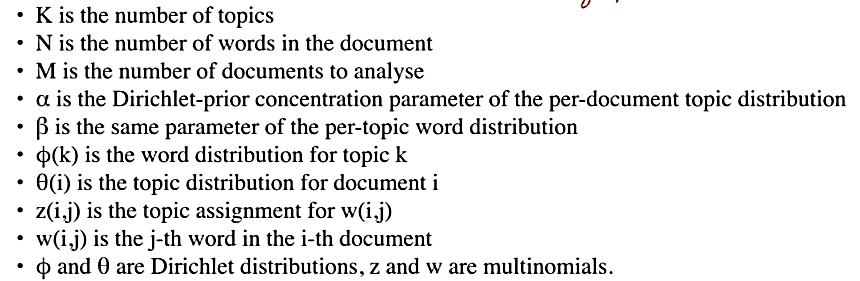 • K is the number of topics
• N is the number of words in the document
• M is the number of documents to analyse
• α is the Dirichlet-prior concentration parameter of the per-document topic distribution
• β is the same parameter of the per-topic word distribution
• ϕ(k) is the word distribution for topic k
• θ(i) is the topic distribution for document i
• z(i,j) is the topic assignment for w(i,j)
• w(i,j) is the j-th word in the i-th document
• ϕ and θ are Dirichlet distributions, z and w are multinomials.